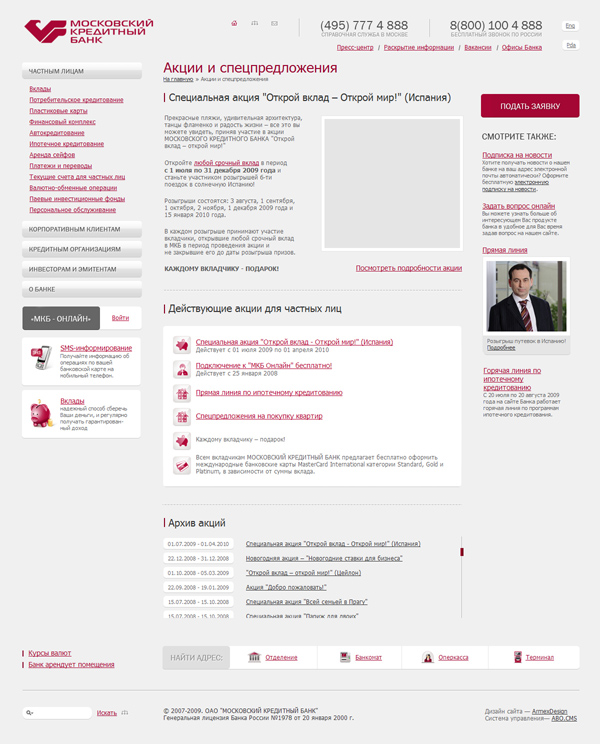 МОСКОВСКИЙ
КРЕДИТНЫЙ
БАНК
(495) 777 4 888
СПРАВОЧНАЯ СЛУЖБА В МОСКВЕ
8(800) 100 4 888
БЕСПЛАТНЫЙ ЗВОНОК ПО РОССИИ
Eng
Pda
Пресс-центр / Раскрытие информации / Вакансии / Офисы Банка
ЧАСТНЫМ ЛИЦАМ
Вклады
Потребительское кредитование
Пластиковые карты
Финансовый комплекс
Автокредитование
Ипотечное кредитование
Аренда сейфов
Платежи и переводы
Текущие счета для частных лиц
Валютно-обменные операции
Паевые инвестиционные фонды
Персональное обслуживание
КОРПОРАТИВНЫМ КЛИЕНТАМ
КРЕДИТНЫМ ОРГАНИЗАЦИЯМ
ИНВЕСТОРАМ И ЭМИТЕНТАМ
О БАНКЕ
«МКБ - ОНЛАЙН»
Войти
SMS-информирование
Получайте информацию об
операциях по вашей
банковской карте на
мобильный телефон.
Вклады
надежный способ сберечь
Ваши деньги, и регулярно
получать гарантирован-
ный доход
Акции и спецпредложения
На главную » Акции и спецпредложения
Специальная акция "Открой вклад – Открой мир!" (Испания)
Прекрасные пляжи, удивительная архитектура,
танцы фламенко и радость жизни – все это вы
можете увидеть, приняв участие в акции
МОСКОВСКОГО КРЕДИТНОГО БАНКА "Открой
вклад – открой мир!"
Откройте любой срочный вклад в период
с 1 июля по 31 декабря 2009 года и
станьте участником розыгрышей 6-ти
поездок в солнечную Испанию!
Розыгрыши состоятся: 3 августа, 1 сентября,
1 октября, 2 ноября, 1 декабря 2009 года и
15 января 2010 года.
В каждом розыгрыше принимают участие
вкладчики, открывшие любой срочный вклад
в МКБ в период проведения акции и
не закрывшие его до даты розыгрыша призов.
КАЖДОМУ ВКЛАДЧИКУ - ПОДАРОК!
Посмотреть подробности акции
Действующие акции для частных лиц
Специальная акция "Открой вклад - Открой мир!" (Испания)
Действует с 01 июля 2009 по 01 апреля 2010
Подключение к "МКБ Онлайн" бесплатно!
Действует с 25 января 2008
Прямая линия по ипотечному кредитованию
Спецпредложения на покупку квартир
Каждому вкладчику – подарок!
Всем вкладчикам МОСКОВСКИЙ КРЕДИТНЫЙ БАНК предлагает бесплатно оформить
международные банковские карты MasterCard International категории Standard, Gold и
Platinum, в зависимости от суммы вклада.
Архив акций
01.07.2009 - 01.04.2010 Специальная акция "Открой вклад - Открой мир!" (Испания)
22.12.2008 - 31.12.2008 Новогодняя акция – "Новогодние ставки для бизнеса"
01.10.2008 - 05.03.2009 "Открой вклад – открой мир!" (Цейлон)
22.09.2008 - 19.01.2009 Акция "Добро пожаловать!"
15.07.2008 - 15.10.2008 Специальная акция "Всей семьей в Прагу"
15.07.2008 - 15.10.2008 Специальная акция "Париж для двоих"
ПОДАТЬ ЗАЯВКУ
СМОТРИТЕ ТАКЖЕ:
Подписка на новости
Хотите получать новости о нашем
банке на ваш адрес электронной
почты автоматически? Оформите
бесплатную электронную
подписку на новости.
Задать вопрос онлайн
Вы можете узнать больше об
интересующем Вас продукте
банка в удобное для Вас время
задав вопрос на нашем сайте.
Прямая линия
Розыгрыш путевок в Испанию!
Подробнее
Горячая линия по
ипотечному
кредитованию
С 20 июля по 20 августа 2009
года на сайте Банка работает
горячая линия по программам
ипотечного кредитования.
Курсы валют
Банк арендует помещения
НАЙТИ АДРЕС:
Отделение
Банкомат
Оперкасса
Терминал
Искать
© 2007-2009. ОАО "МОСКОВСКИЙ КРЕДИТНЫЙ БАНК"
Генеральная лицензия Банка России №1978 от 20 января 2000 г.
Дизайн сайта — ArmexDesign
Система управления— ABO.CMS